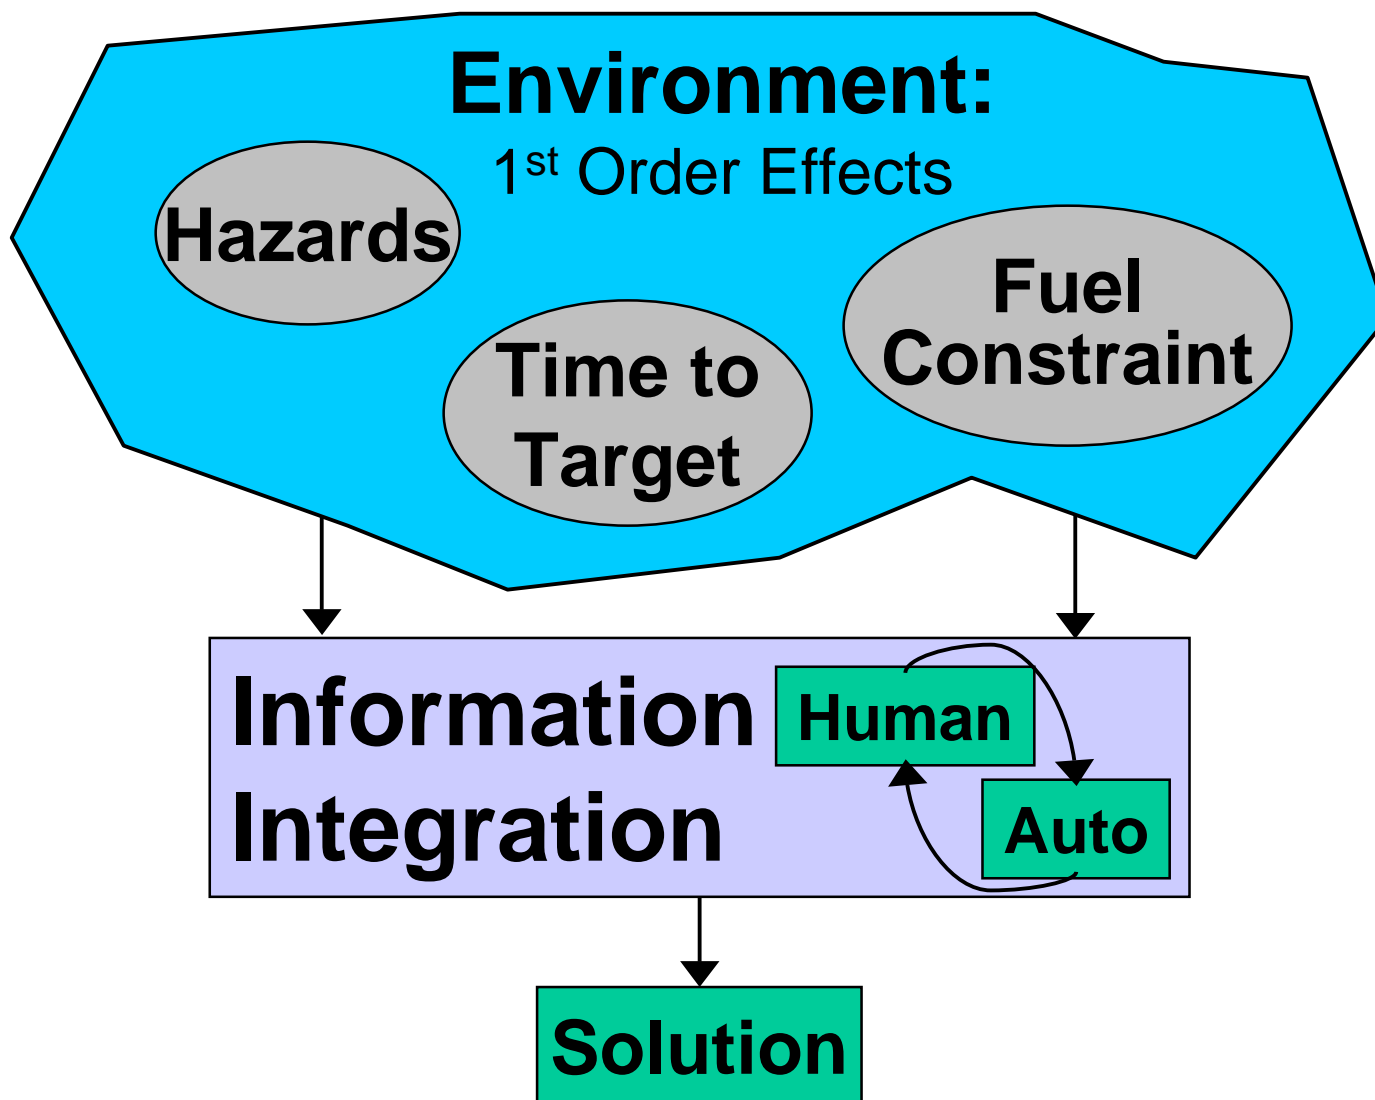 Environment:
1st Order Effects
Hazards
Fuel
Constraint
Time to
Target
Information
Integration
Human
Auto
Solution